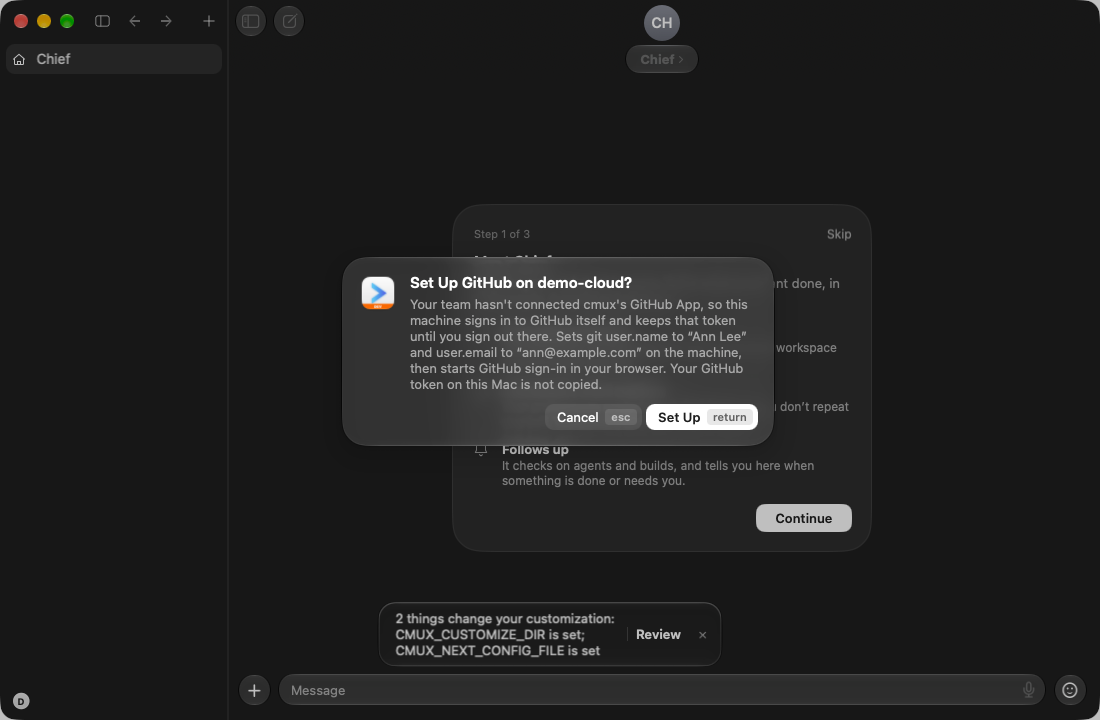 CH
Chief
Chief ›
Step 1 of 3
Skip
Set Up GitHub on demo-cloud?
Your team hasn't connected cmux's GitHub App, so this
machine signs in to GitHub itself and keeps that token
until you sign out there. Sets git user.name to “Ann Lee”
and user.email to “ann@example.com” on the machine,
then starts GitHub sign-in in your browser. Your GitHub
token on this Mac is not copied.
Cancel esc
Set Up return
nt done, in
workspace
don’t repeat
Follows up
It checks on agents and builds, and tells you here when
something is done or needs you.
Continue
2 things change your customization:
CMUX_CUSTOMIZE_DIR is set;
CMUX_NEXT_CONFIG_FILE is set
Review ×
Message
D